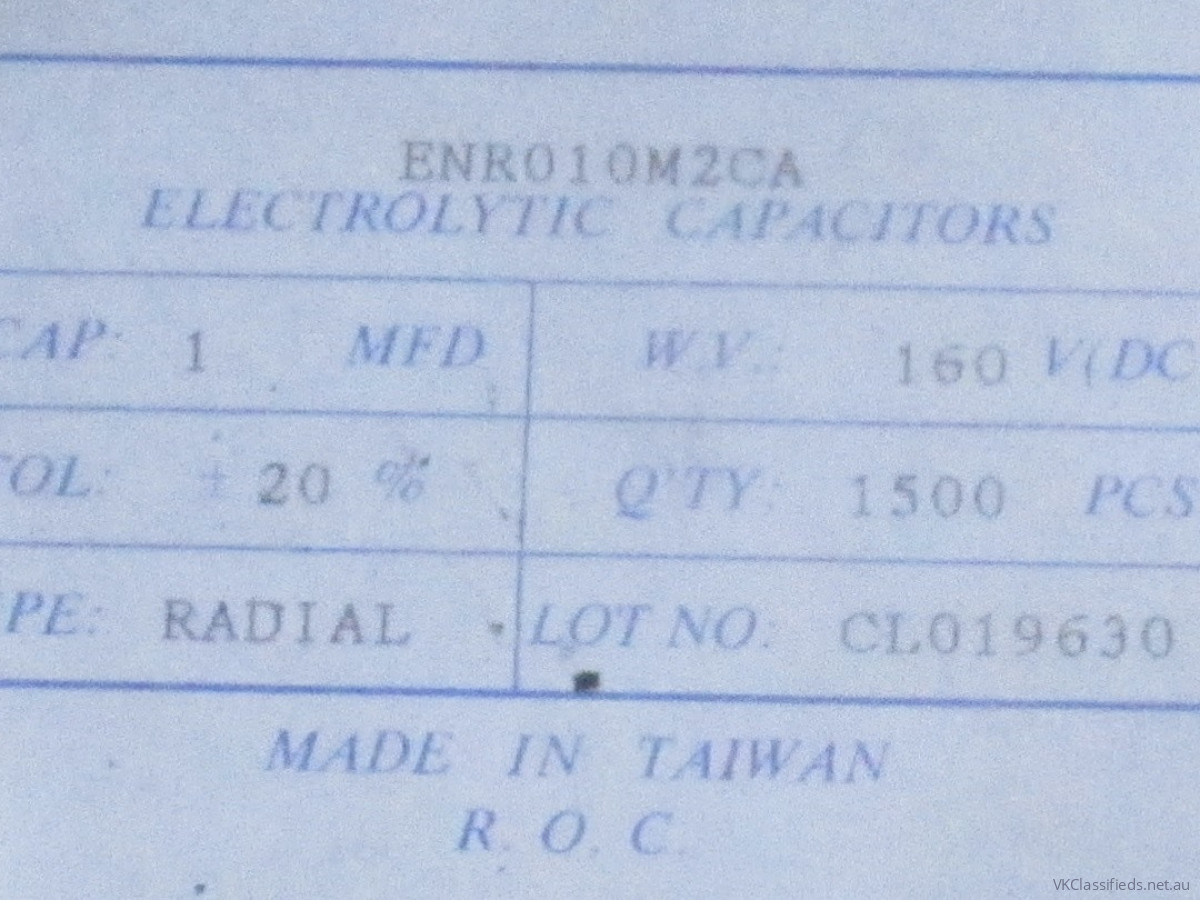 ENR010M2CA
ELECTROLYTIC CAPACITORS
CAP: 1 MFD W.V.: 160 V(DC
TOL: ± 20 % Q'TY: 1500 PCS
PE: RADIAL LOT NO: CL019630
MADE IN TAIWAN
R. O. C.
VKClassifieds.net.au